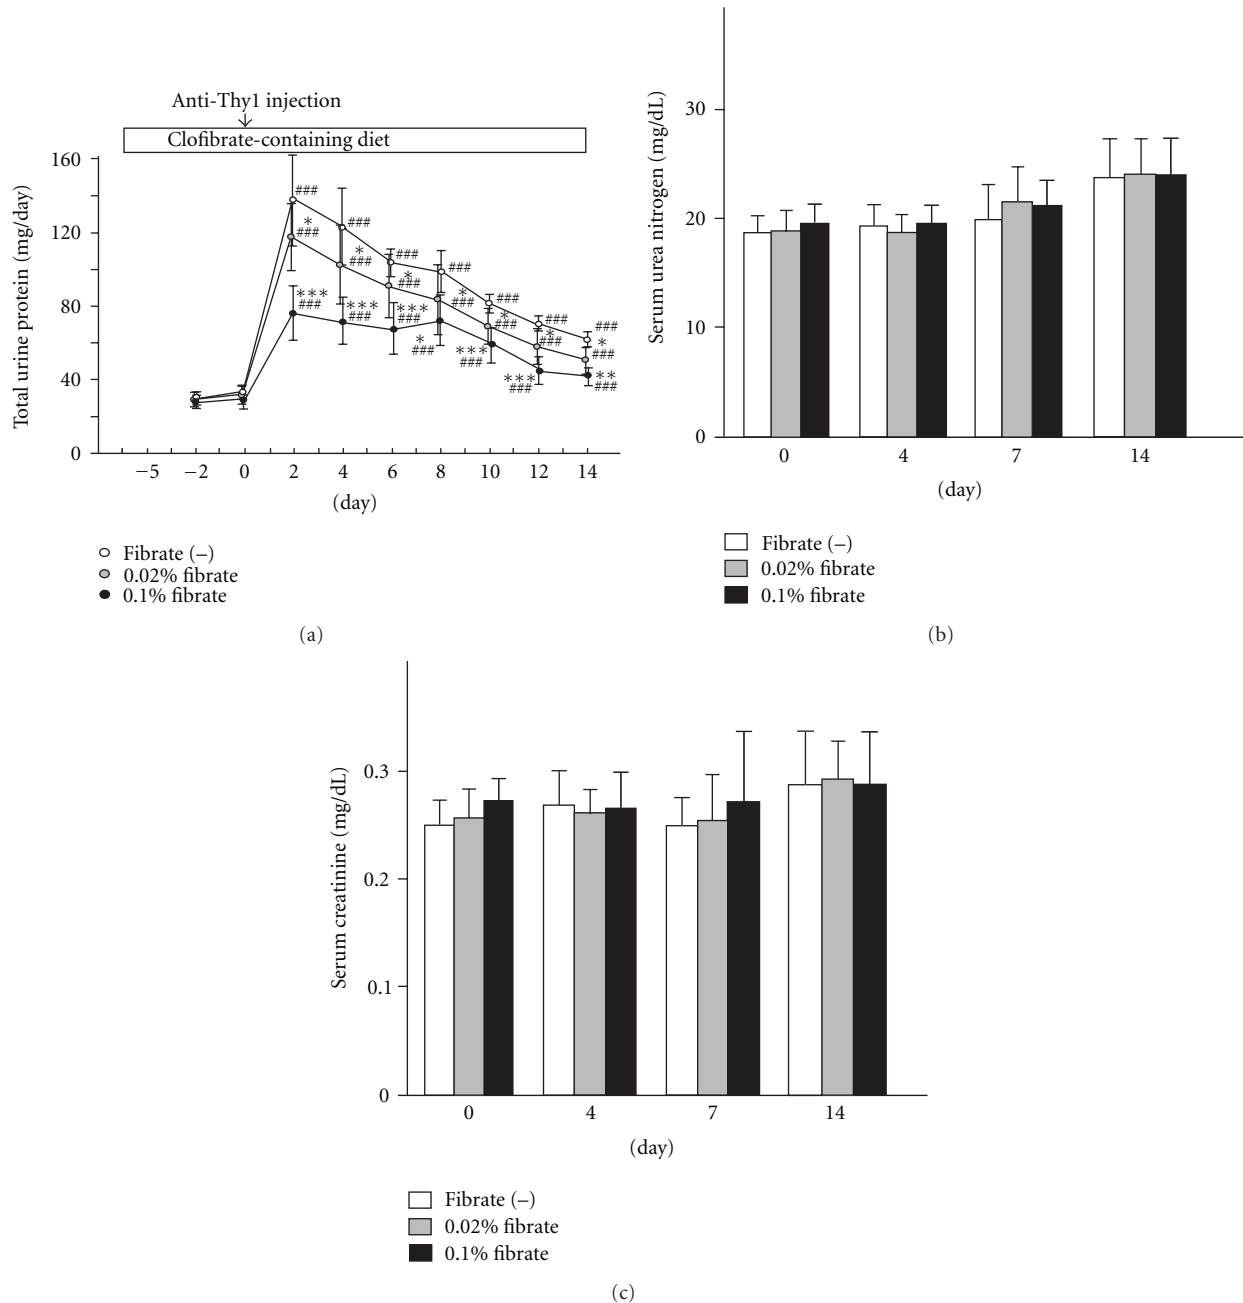 Anti-Thy1 injection
Clofibrate-containing diet
Total urine protein (mg/day)
160
120
80
40
0
###
*
###
***
###
###
*
###
***
###
###
*
###
***
###
###
*
###
*
###
###
*
###
***
###
###
*
###
***
###
###
*
###
**
###
−5 −2 0 2 4 6 8 10 12 14
(day)
Fibrate (−)
0.02% fibrate
0.1% fibrate
(a)
Serum urea nitrogen (mg/dL)
30
20
10
0
0 4 7 14
(day)
Fibrate (−)
0.02% fibrate
0.1% fibrate
(b)
Serum creatinine (mg/dL)
0.3
0.2
0.1
0
0 4 7 14
(day)
Fibrate (−)
0.02% fibrate
0.1% fibrate
(c)